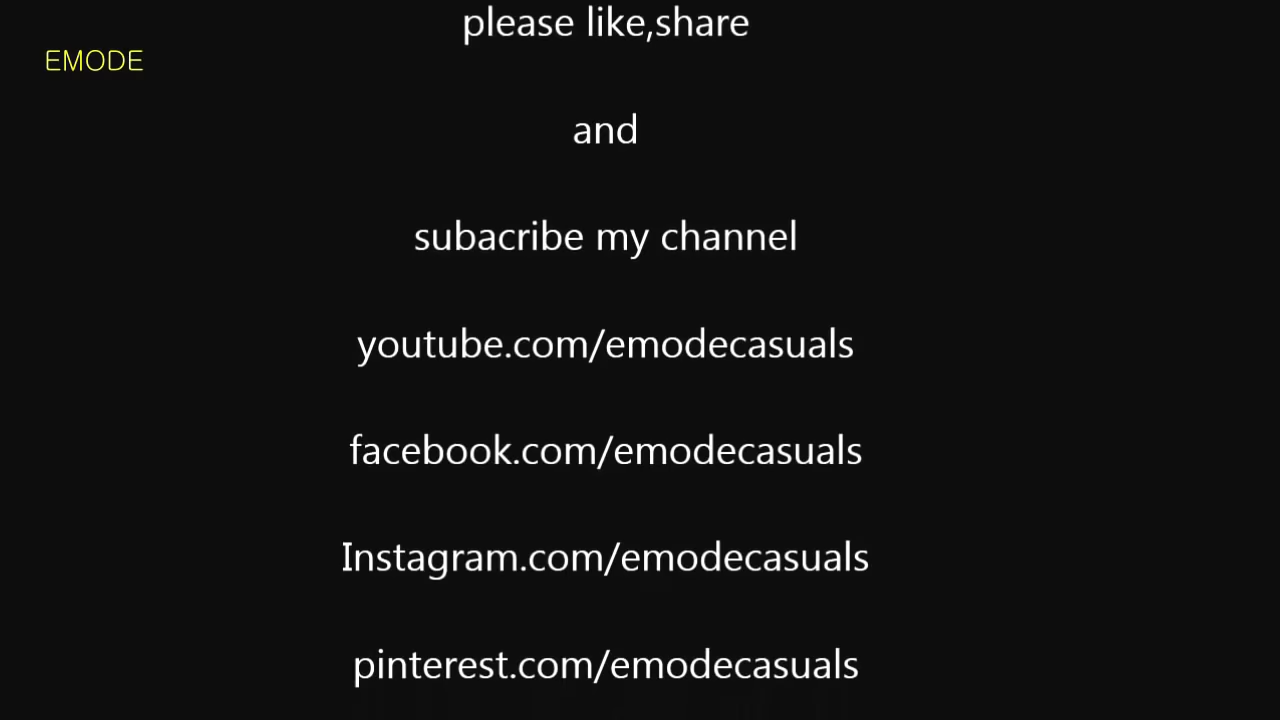 please like,share
EMODE
and
subacribe my channel
youtube.com/emodecasuals
facebook.com/emodecasuals
Instagram.com/emodecasuals
pinterest.com/emodecasuals